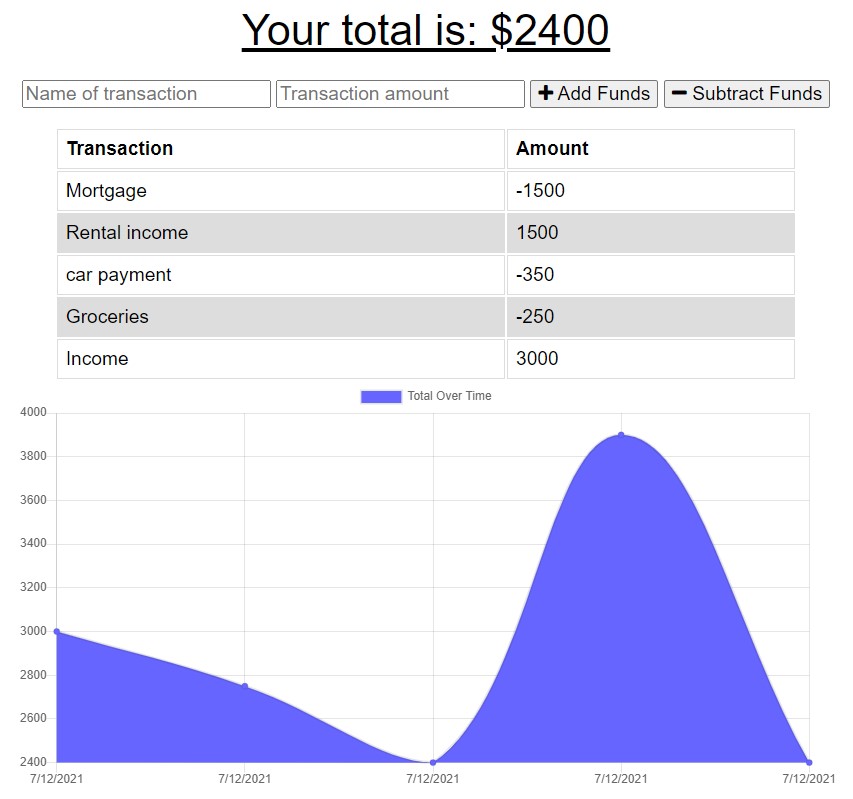 Your total is: $2400
Name of transaction Transaction amount + Add Funds − Subtract Funds
Transaction Amount
Mortgage -1500
Rental income 1500
car payment -350
Groceries -250
Income 3000
Total Over Time
4000
3800
3600
3400
3200
3000
2800
2600
2400
7/12/2021 7/12/2021 7/12/2021 7/12/2021 7/12/2021